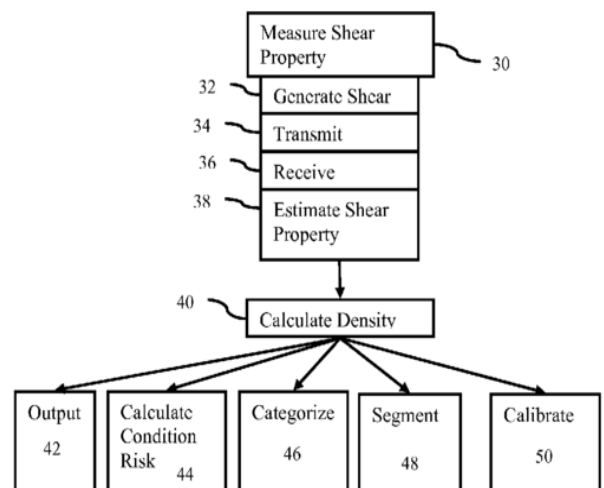 Measure Shear
Property
30
32
Generate Shear
34
Transmit
36
Receive
38
Estimate Shear
Property
40
Calculate Density
Output
42
Calculate
Condition
Risk
44
Categorize
46
Segment
48
Calibrate
50